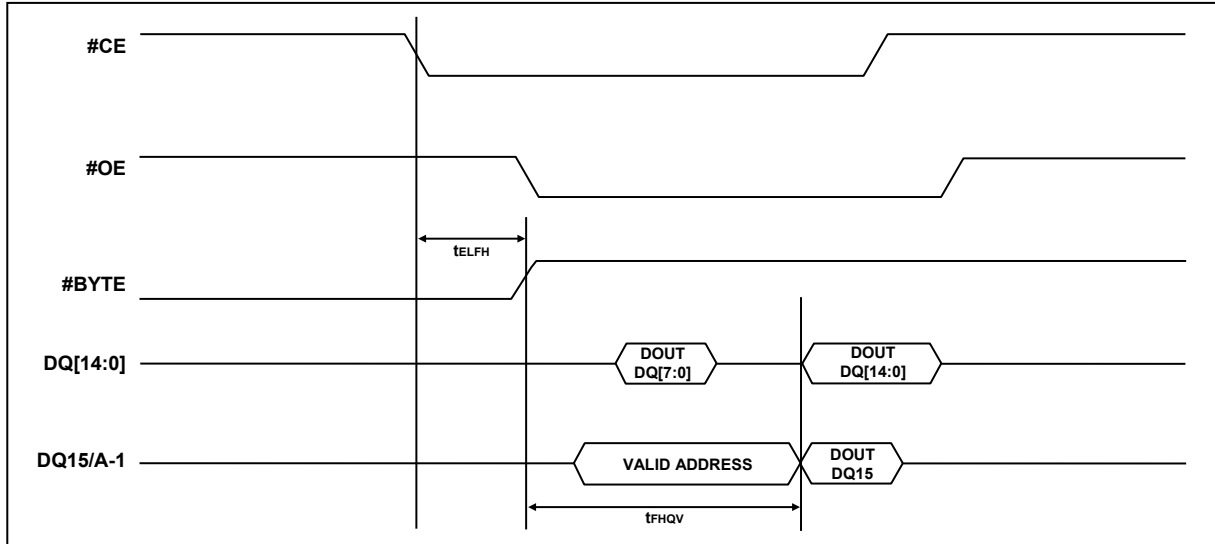 #CE
#OE
tELFH
#BYTE
DQ[14:0]
DOUT
DQ[7:0]
DOUT
DQ[14:0]
DQ15/A-1
VALID ADDRESS
DOUT
DQ15
tFHQV